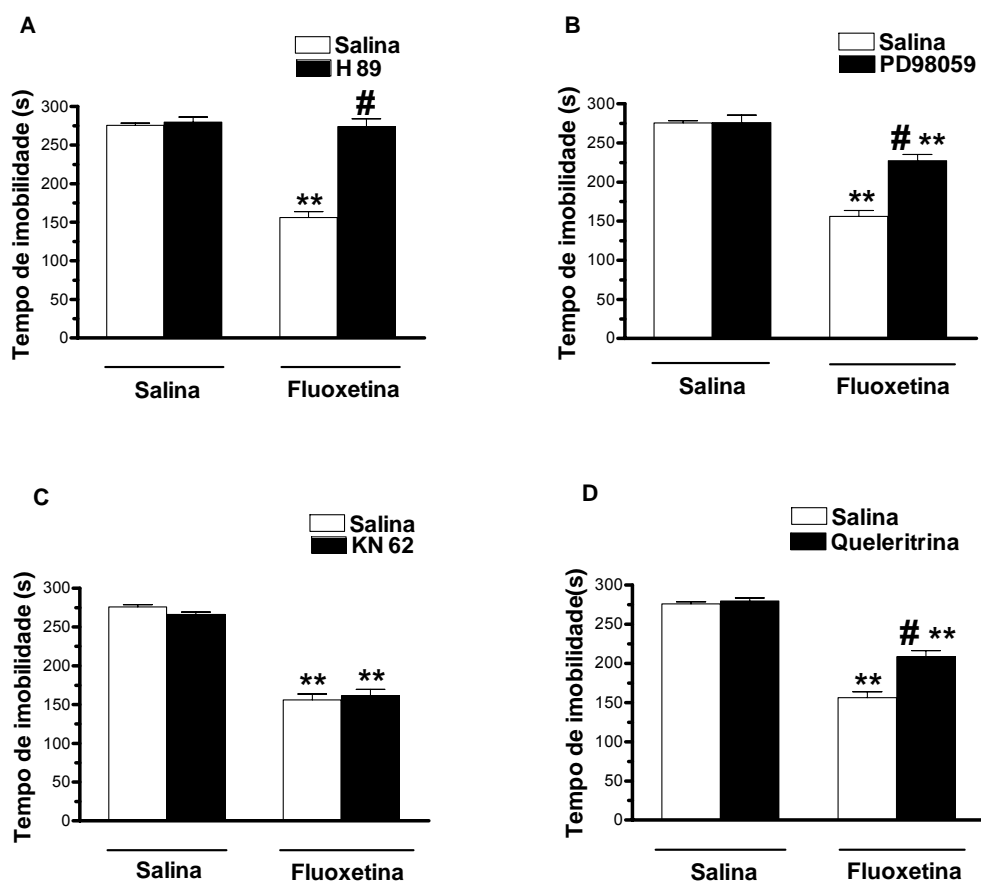 A
Salina
H 89
Tempo de imobilidade (s)
300
250
200
150
100
50
0
#
**
Salina
Fluoxetina
B
Salina
PD98059
Tempo de imobilidade (s)
300
250
200
150
100
50
0
# **
**
Salina
Fluoxetina
C
Salina
KN 62
Tempo de imobilidade (s)
300
250
200
150
100
50
0
** **
Salina
Fluoxetina
D
Salina
Queleritrina
Tempo de imobilidade(s)
300
250
200
150
100
50
0
# **
**
Salina
Fluoxetina